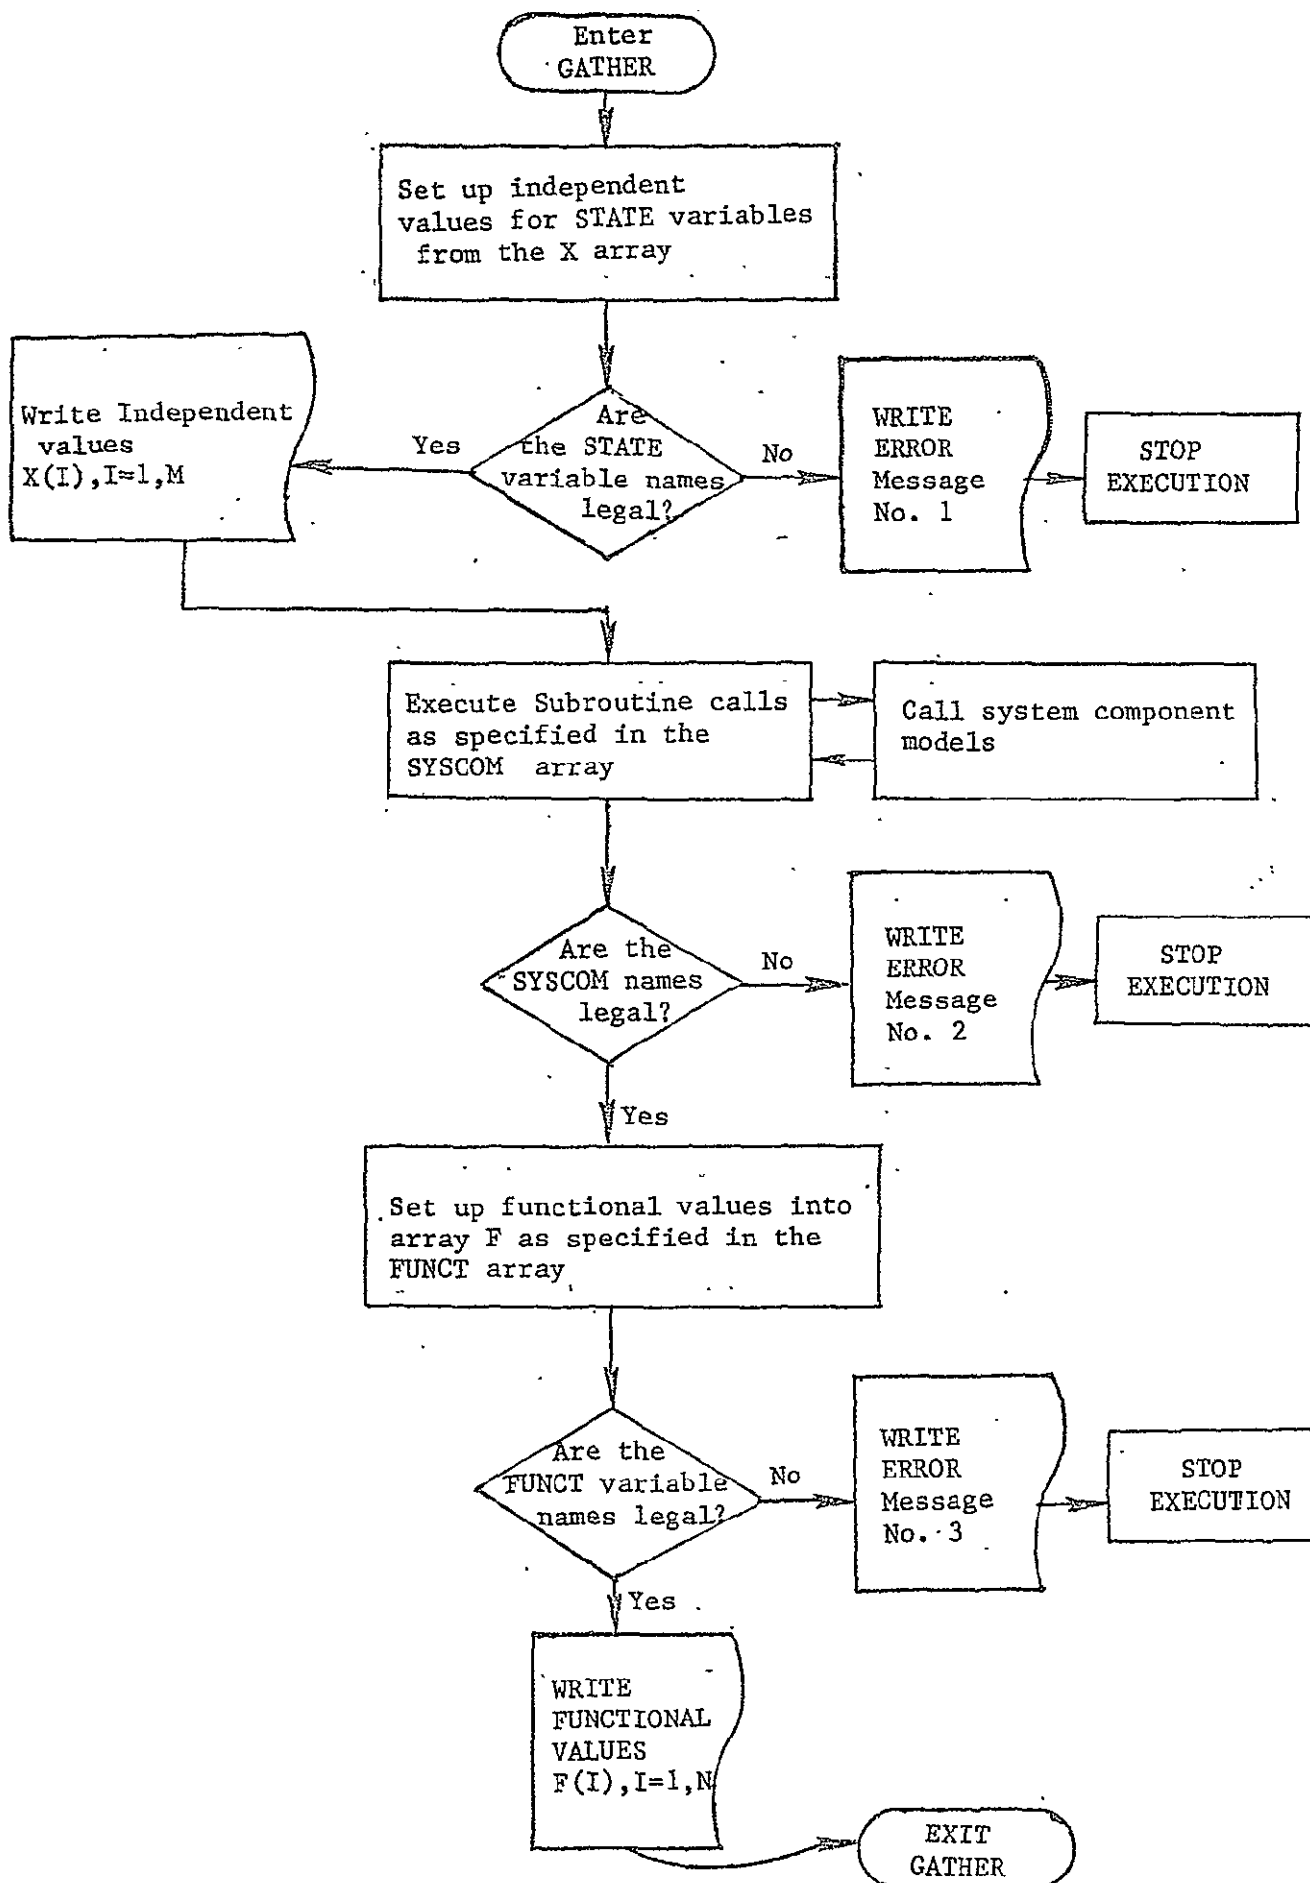 Enter
GATHER
Set up independent
values for STATE variables
from the X array
Write Independent
values
X(I),I=1,M
Yes
Are
the STATE
variable names
legal?
No
WRITE
ERROR
Message
No. 1
STOP
EXECUTION
Execute Subroutine calls
as specified in the
SYSCOM array
Call system component
models
Are the
SYSCOM names
legal?
No
WRITE
ERROR
Message
No. 2
STOP
EXECUTION
Yes
Set up functional values into
array F as specified in the
FUNCT array
Are the
FUNCT variable
names legal?
No
WRITE
ERROR
Message
No. 3
STOP
EXECUTION
Yes
WRITE
FUNCTIONAL
VALUES
F(I),I=1,N
EXIT
GATHER